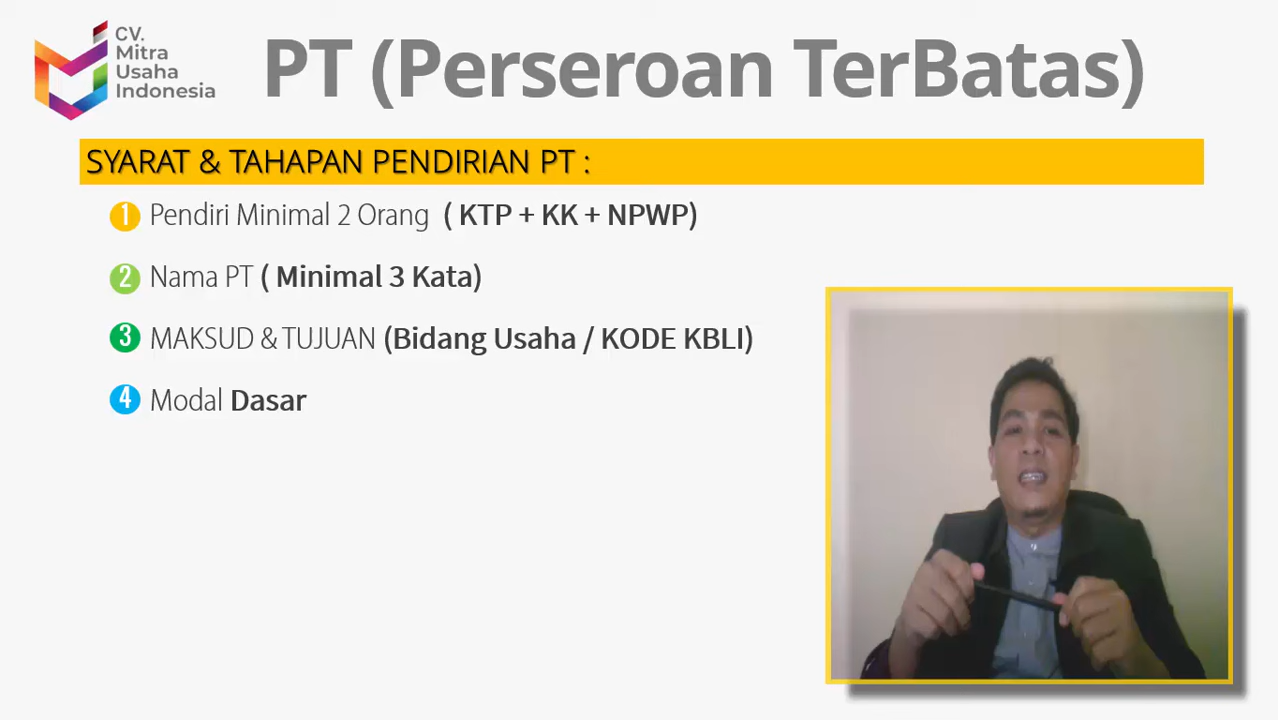 CV.
Mitra
Usaha
Indonesia
PT (Perseroan TerBatas)
SYARAT & TAHAPAN PENDIRIAN PT :
1 Pendiri Minimal 2 Orang ( KTP + KK + NPWP)
2 Nama PT ( Minimal 3 Kata)
3 MAKSUD & TUJUAN (Bidang Usaha / KODE KBLI)
4 Modal Dasar